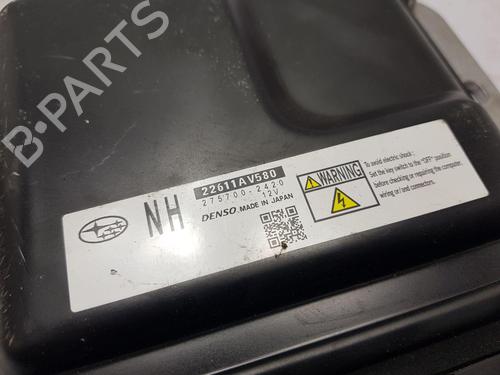 B-PARTS
NH
22611AV580
275700-2420
12V
DENSO MADE IN JAPAN
WARNING
To avoid electric shock;
Set the key switch to the "OFF" position
before checking or repairing the computer,
wiring or/and connectors.